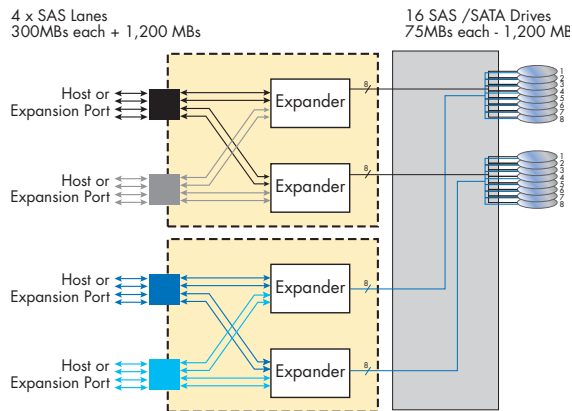 4 x SAS Lanes
300MBs each + 1,200 MBs
16 SAS /SATA Drives
75MBs each - 1,200 MB
Host or
Expansion Port
Expander
8
1
2
3
4
5
6
7
8
Host or
Expansion Port
Expander
8
1
2
3
4
5
6
7
8
Host or
Expansion Port
Expander
8
Host or
Expansion Port
Expander
8